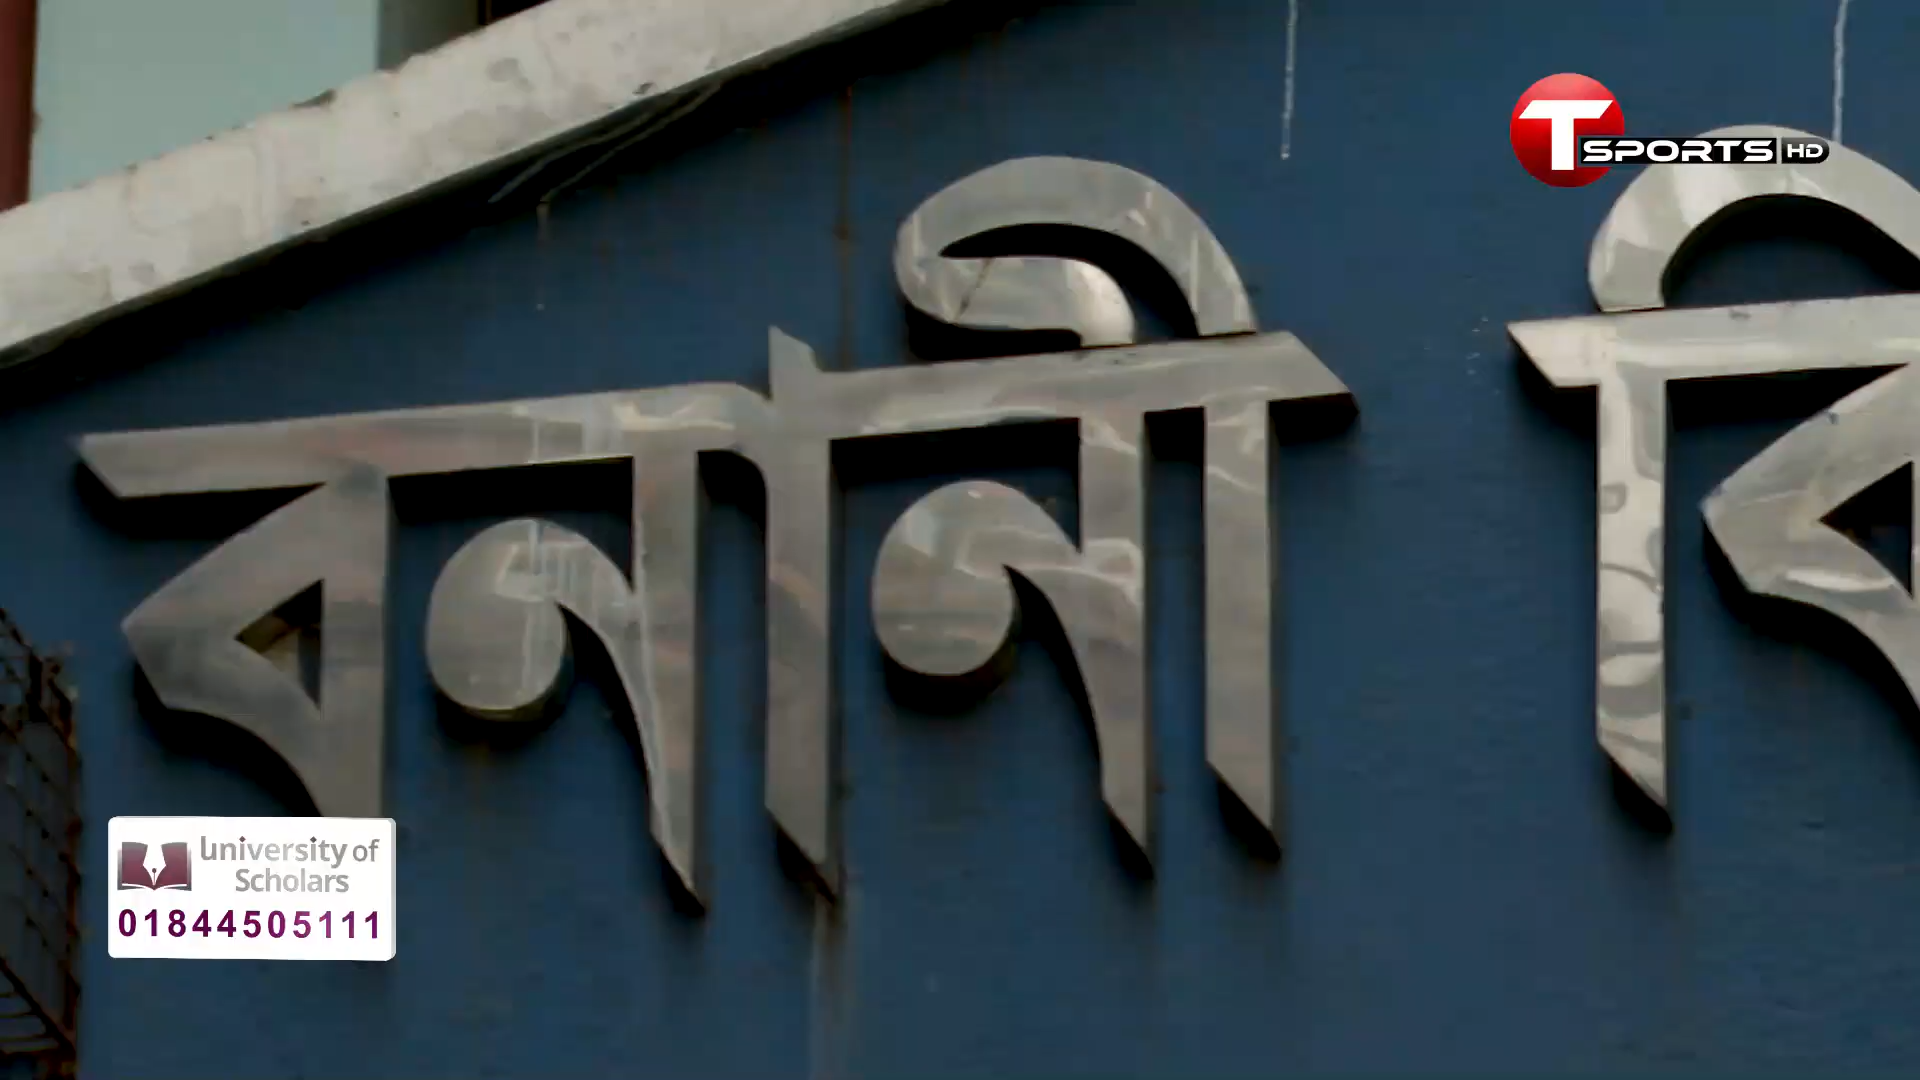 T SPORTS HD
বনানী বি
University of
Scholars
01844505111